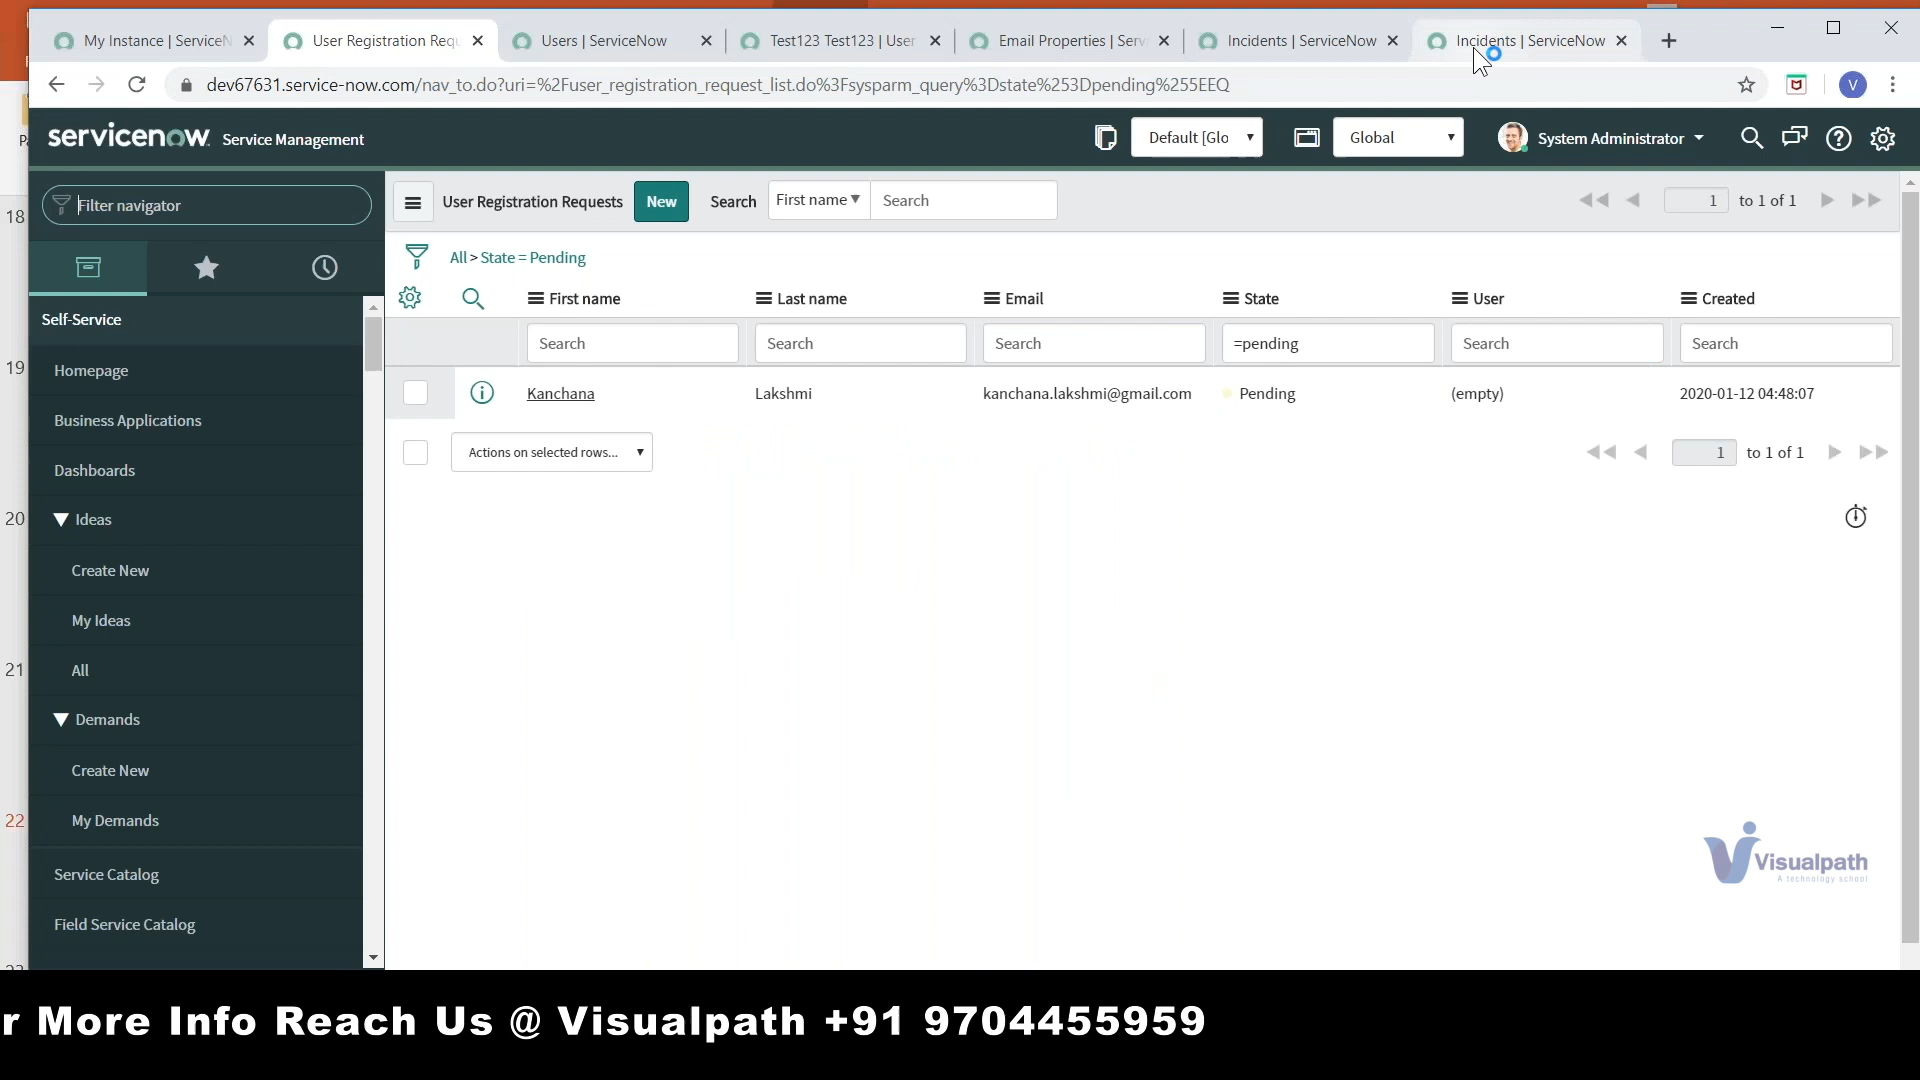 My Instance | ServiceN
User Registration Requ
Users | ServiceNow
Test123 Test123 | User
Email Properties | Serv
Incidents | ServiceNow
Incidents | ServiceNow
dev67631.service-now.com/nav_to.do?uri=%2Fuser_registration_request_list.do%3Fsysparm_query%3Dstate%253Dpending%255EEQ
V
servicenow Service Management
Default [Glo
Global
System Administrator
Filter navigator
User Registration Requests
New
Search
First name
Search
1 to 1 of 1
All > State = Pending
First name
Last name
Email
State
User
Created
Search
Search
Search
=pending
Search
Search
Kanchana
Lakshmi
kanchana.lakshmi@gmail.com
Pending
(empty)
2020-01-12 04:48:07
Actions on selected rows...
1 to 1 of 1
Self-Service
Homepage
Business Applications
Dashboards
Ideas
Create New
My Ideas
All
Demands
Create New
My Demands
Service Catalog
Field Service Catalog
18
19
20
21
22
Visualpath
A technology school
r More Info Reach Us @ Visualpath +91 9704455959